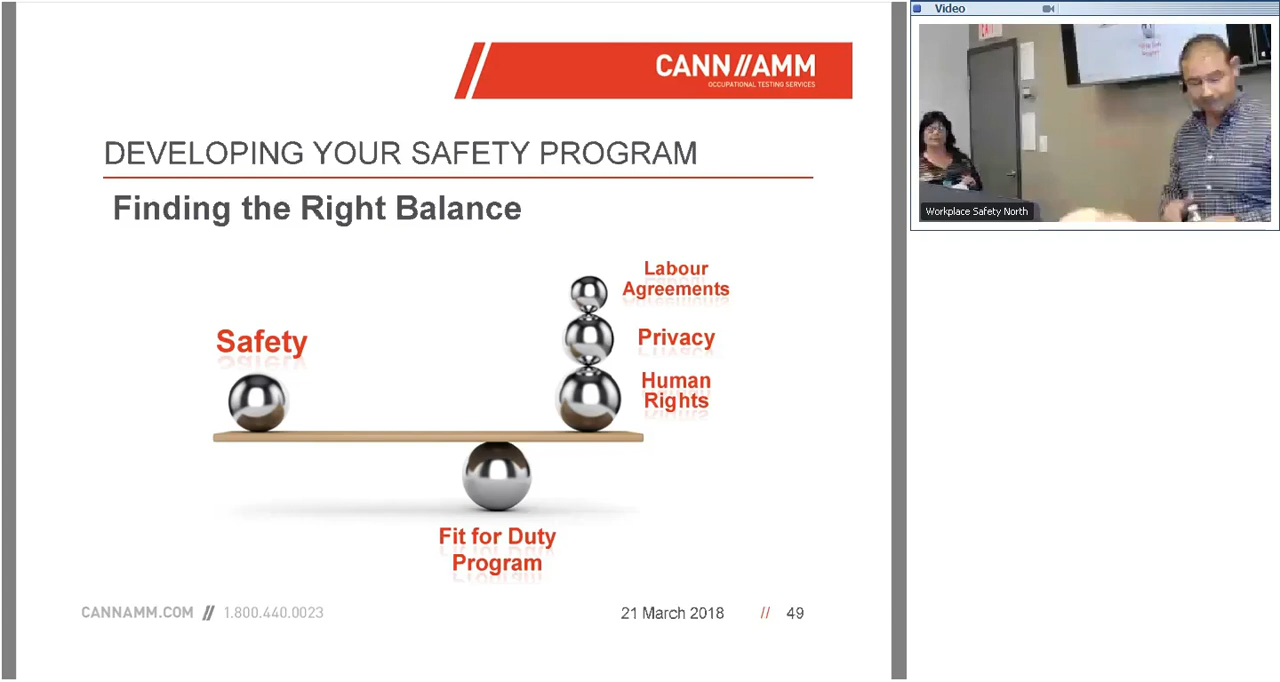 CANN//AMM
OCCUPATIONAL TESTING SERVICES
DEVELOPING YOUR SAFETY PROGRAM
Finding the Right Balance
Labour
Agreements
Safety
Privacy
Human
Rights
Fit for Duty
Program
CANNAMM.COM // 1.800.440.0023
21 March 2018 // 49
Video
EXIT
Workplace Safety North